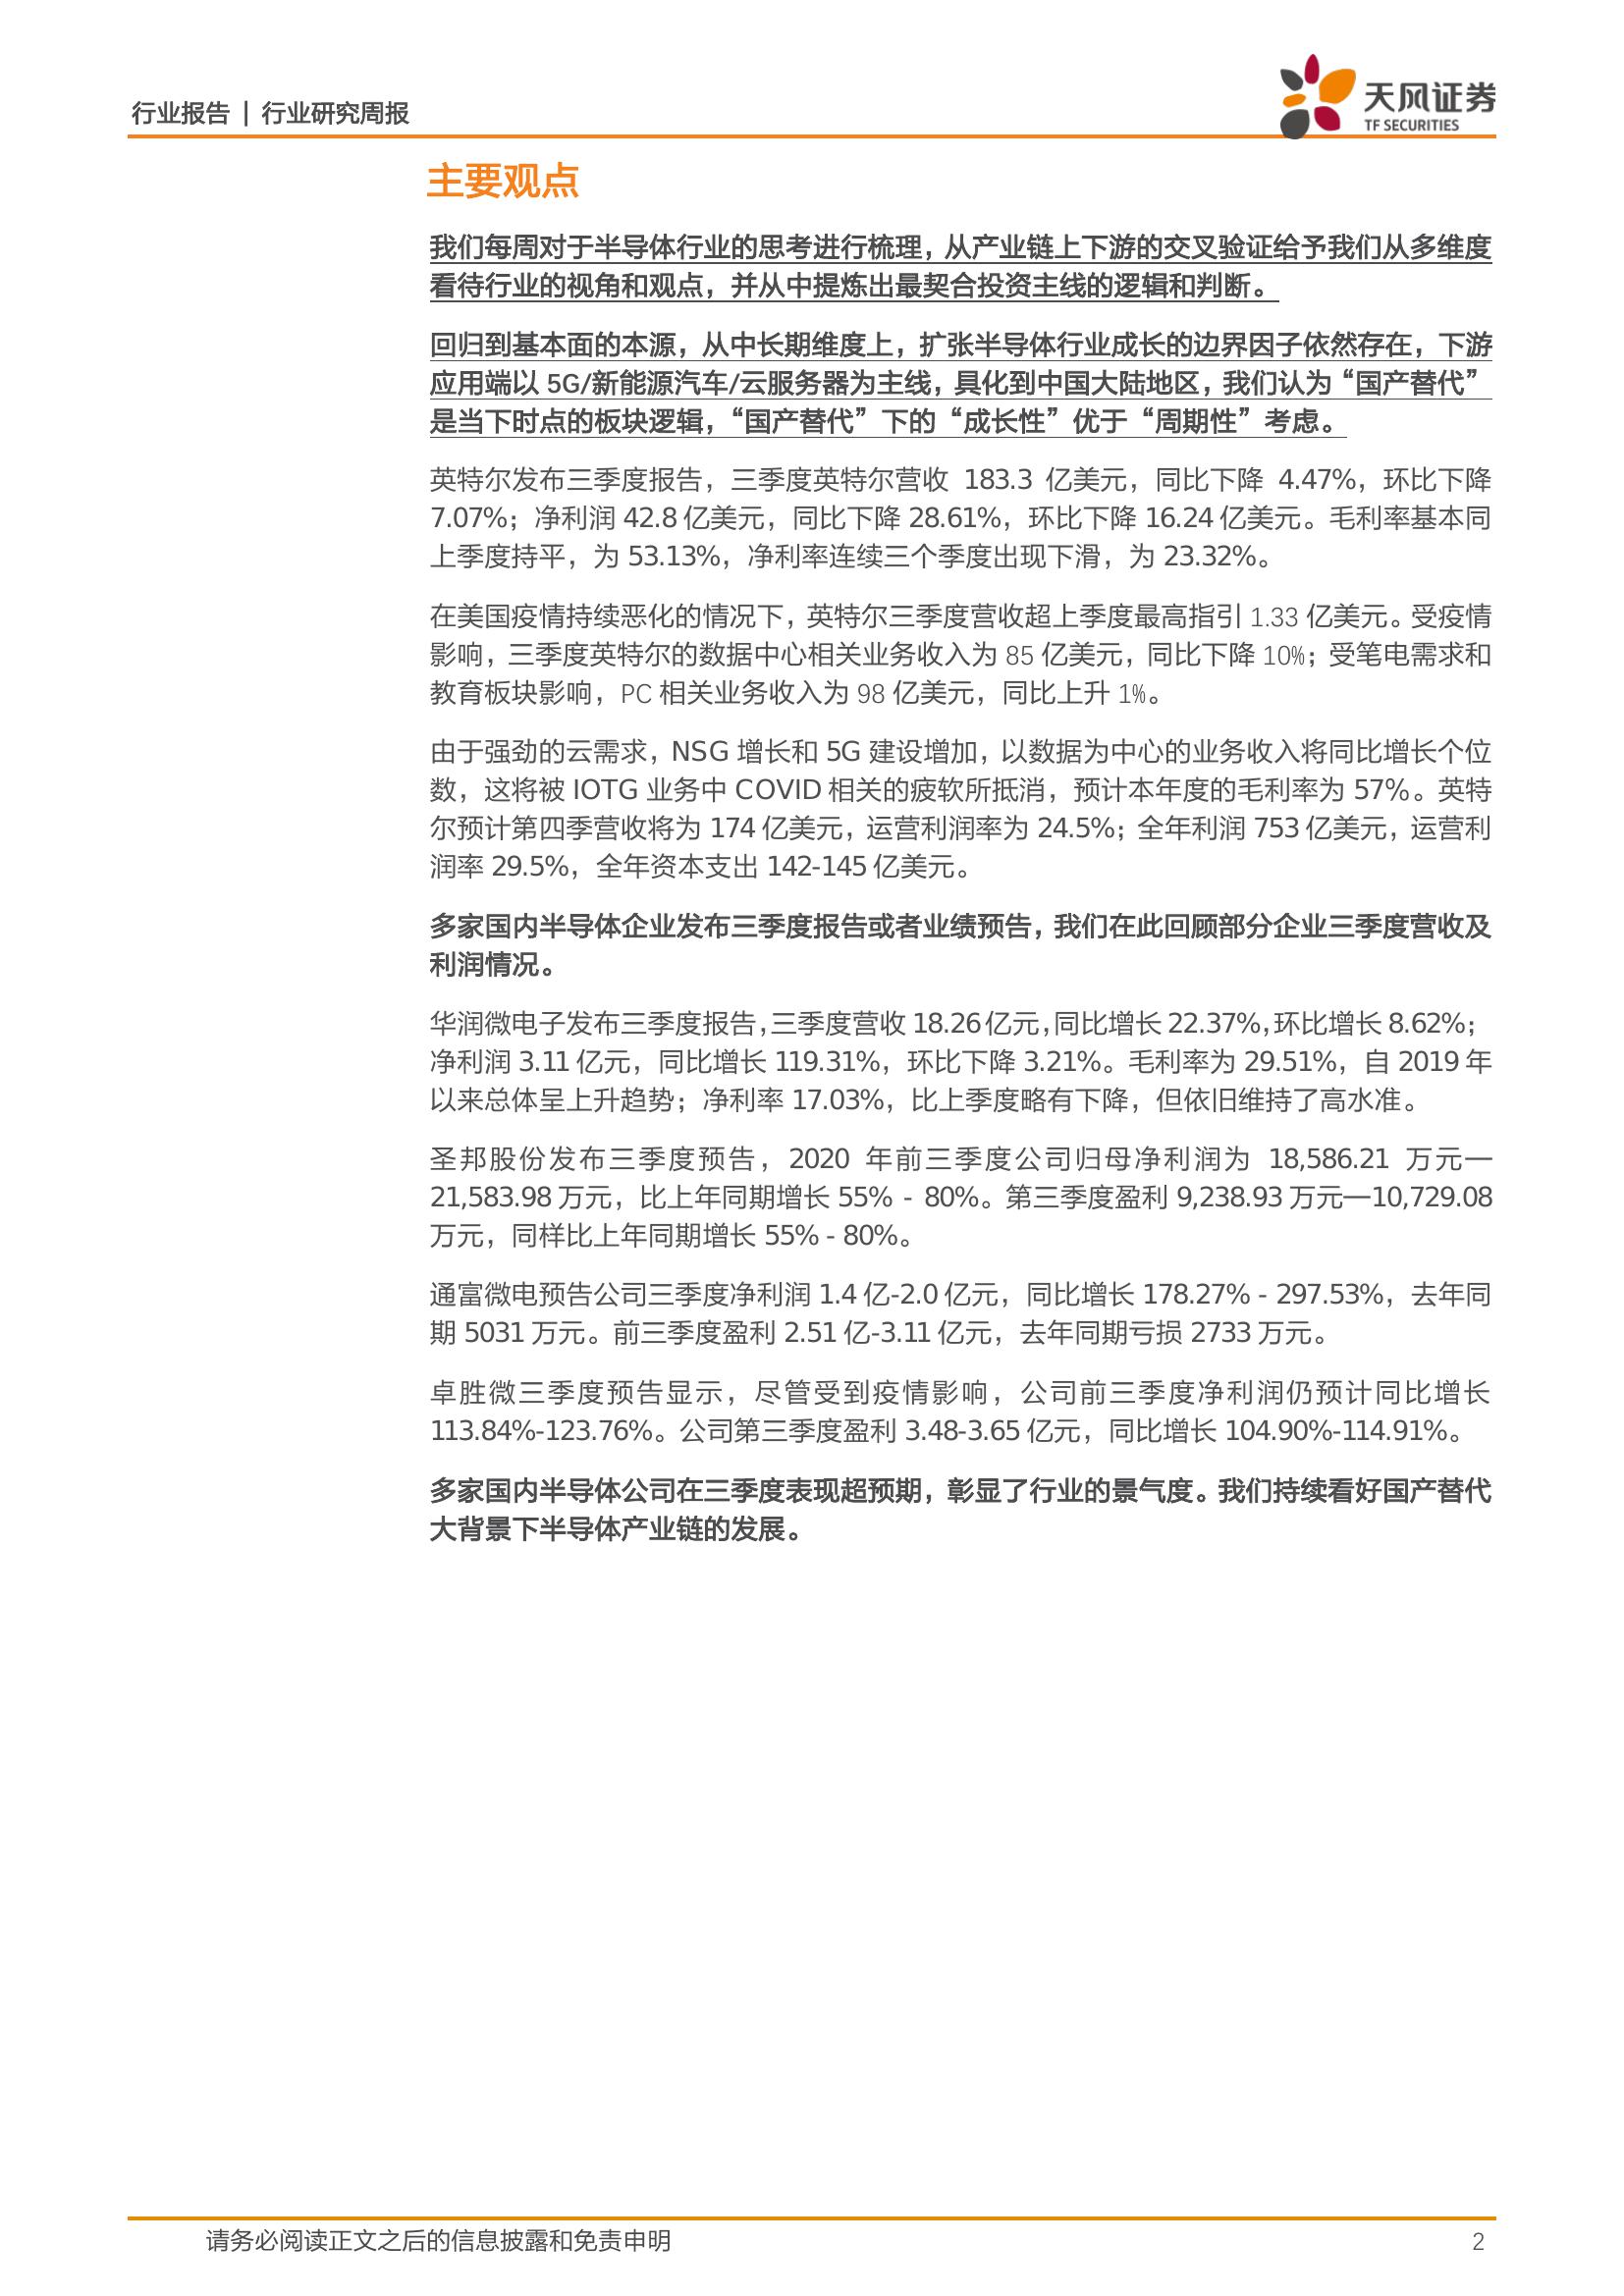 行业报告 | 行业研究周报
天风证券
TF SECURITIES
主要观点
我们每周对于半导体行业的思考进行梳理，从产业链上下游的交叉验证给予我们从多维度
看待行业的视角和观点，并从中提炼出最契合投资主线的逻辑和判断。
回归到基本面的本源，从中长期维度上，扩张半导体行业成长的边界因子依然存在，下游
应用端以 5G/新能源汽车/云服务器为主线，具化到中国大陆地区，我们认为“国产替代”
是当下时点的板块逻辑，“国产替代”下的“成长性”优于“周期性”考虑。
英特尔发布三季度报告，三季度英特尔营收 183.3 亿美元，同比下降 4.47%，环比下降
7.07%；净利润 42.8 亿美元，同比下降 28.61%，环比下降 16.24 亿美元。毛利率基本同
上季度持平，为 53.13%，净利率连续三个季度出现下滑，为 23.32%。
在美国疫情持续恶化的情况下，英特尔三季度营收超上季度最高指引 1.33 亿美元。受疫情
影响，三季度英特尔的数据中心相关业务收入为 85 亿美元，同比下降 10%；受笔电需求和
教育板块影响，PC 相关业务收入为 98 亿美元，同比上升 1%。
由于强劲的云需求，NSG 增长和 5G 建设增加，以数据为中心的业务收入将同比增长个位
数，这将被 IOTG 业务中 COVID 相关的疲软所抵消，预计本年度的毛利率为 57%。英特
尔预计第四季营收将为 174 亿美元，运营利润率为 24.5%；全年利润 753 亿美元，运营利
润率 29.5%，全年资本支出 142-145 亿美元。
多家国内半导体企业发布三季度报告或者业绩预告，我们在此回顾部分企业三季度营收及
利润情况。
华润微电子发布三季度报告，三季度营收 18.26 亿元，同比增长 22.37%，环比增长 8.62%；
净利润 3.11 亿元，同比增长 119.31%，环比下降 3.21%。毛利率为 29.51%，自 2019 年
以来总体呈上升趋势；净利率 17.03%，比上季度略有下降，但依旧维持了高水准。
圣邦股份发布三季度预告，2020 年前三季度公司归母净利润为 18,586.21 万元—
21,583.98 万元，比上年同期增长 55% - 80%。第三季度盈利 9,238.93 万元—10,729.08
万元，同样比上年同期增长 55% - 80%。
通富微电预告公司三季度净利润 1.4 亿-2.0 亿元，同比增长 178.27% - 297.53%，去年同
期 5031 万元。前三季度盈利 2.51 亿-3.11 亿元，去年同期亏损 2733 万元。
卓胜微三季度预告显示，尽管受到疫情影响，公司前三季度净利润仍预计同比增长
113.84%-123.76%。公司第三季度盈利 3.48-3.65 亿元，同比增长 104.90%-114.91%。
多家国内半导体公司在三季度表现超预期，彰显了行业的景气度。我们持续看好国产替代
大背景下半导体产业链的发展。
请务必阅读正文之后的信息披露和免责申明
2